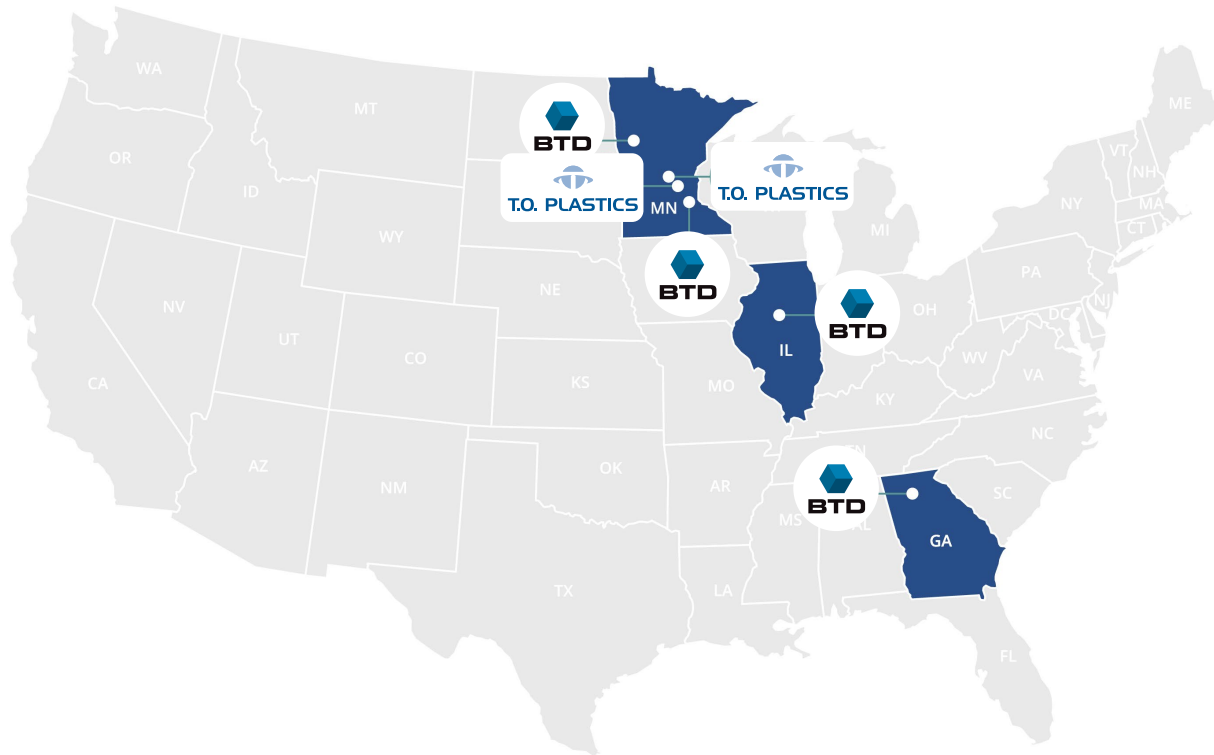 WA
MT
ME
BTD
VT
OR
NH
ID
T.O. PLASTICS
T.O. PLASTICS
MA
NY
MN
CT
WY
MI
PA
BTD
NE
NJ
NV
OH
DC
BTD
UT
IL
CO
WV
VA
CA
KS
MO
KY
NC
TN
AZ
OK
NM
AR
BTD
SC
MS
AL
GA
TX
LA
FL